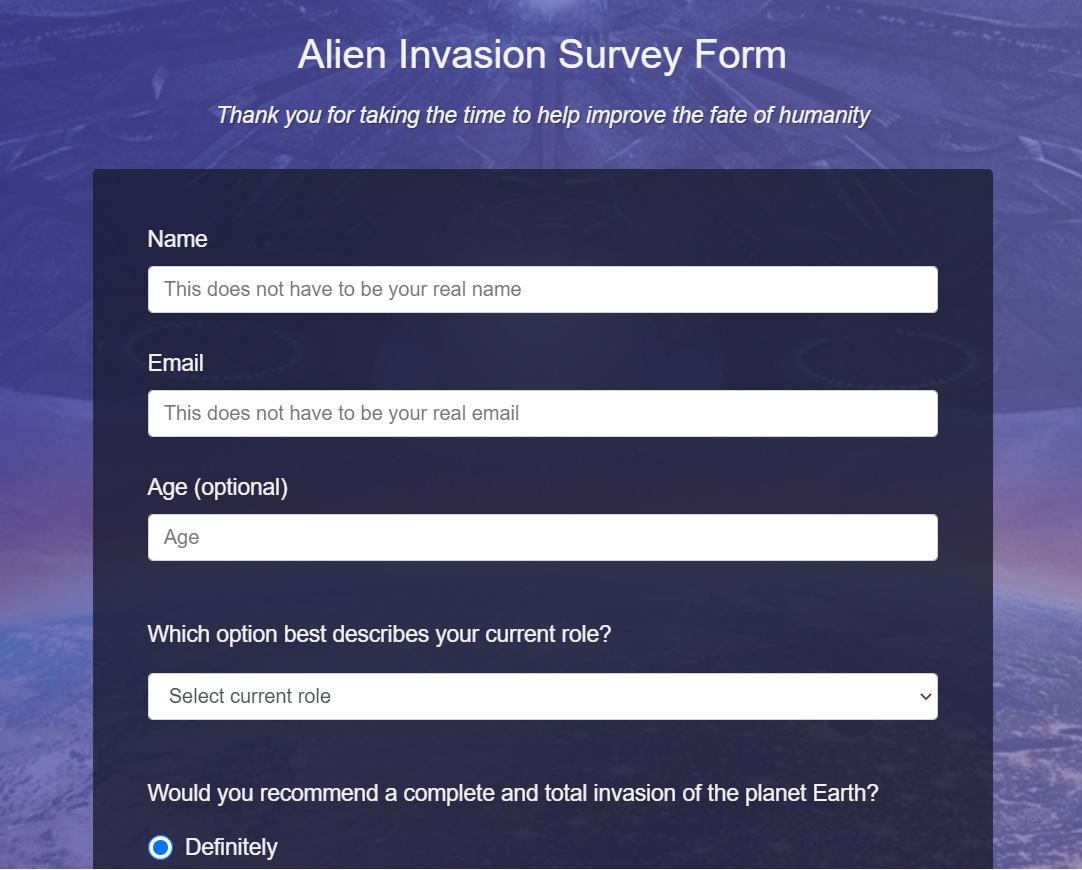 Alien Invasion Survey Form
Thank you for taking the time to help improve the fate of humanity
Name
This does not have to be your real name
Email
This does not have to be your real email
Age (optional)
Age
Which option best describes your current role?
Select current role
Would you recommend a complete and total invasion of the planet Earth?
Definitely